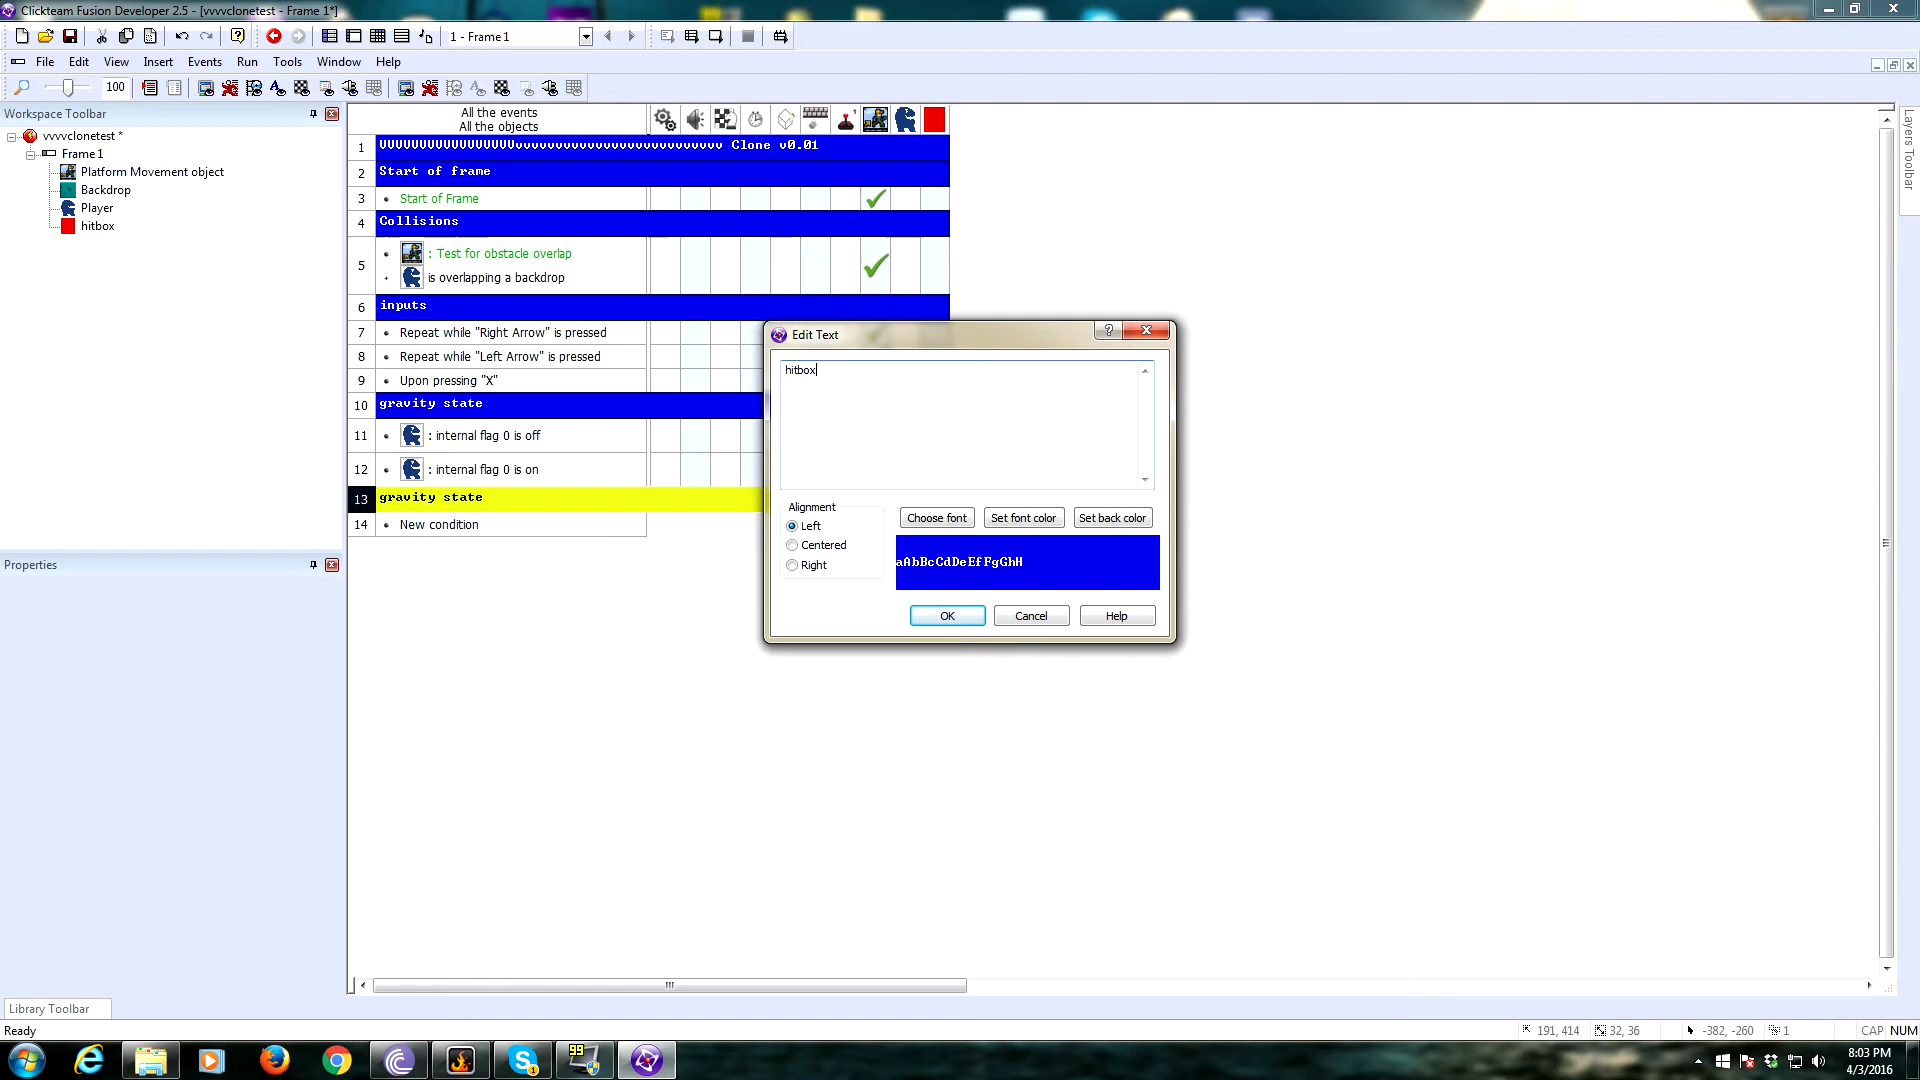 Clickteam Fusion Developer 2.5 - [vvvvclonetest - Frame 1*]
1 - Frame 1
File Edit View Insert Events Run Tools Window Help
100
Workspace Toolbar
vvvvclonetest *
Frame 1
Platform Movement object
Backdrop
Player
hitbox
Properties
Library Toolbar
Layers Toolbar
All the events
All the objects
1
Clone v0.01
2 Start of frame
3 Start of Frame
4 Collisions
5 : Test for obstacle overlap
is overlapping a backdrop
6 inputs
7 Repeat while "Right Arrow" is pressed
8 Repeat while "Left Arrow" is pressed
9 Upon pressing "X"
10 gravity state
11 : internal flag 0 is off
12 : internal flag 0 is on
13 gravity state
14 New condition
Edit Text
?
hitbox
Alignment
Left
Centered
Right
Choose font Set font color Set back color
aAbBcCdDeEfFgGhH
OK Cancel Help
Ready
191, 414 32, 36 -382, -260 1 CAP NUM
99
1
8:03 PM
4/3/2016